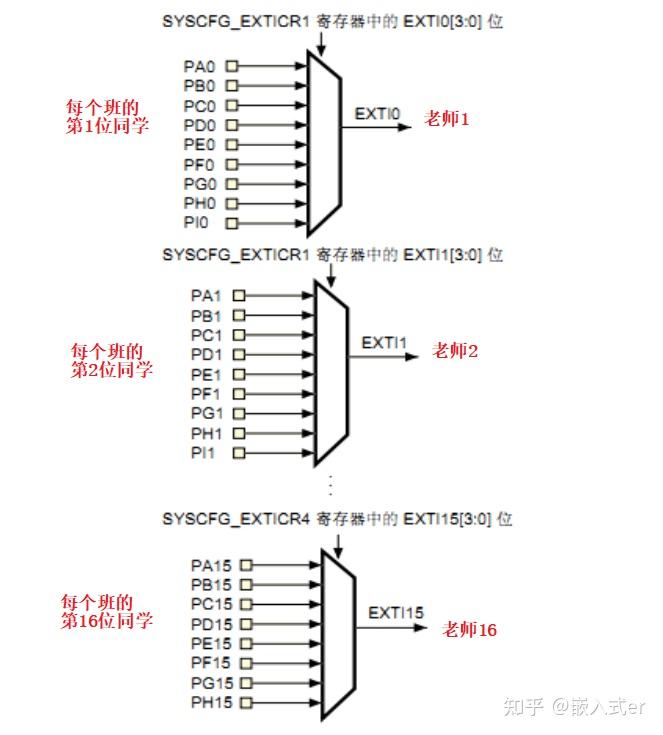 SYSCFG_EXTICR1 寄存器中的 EXTI0[3:0] 位
PA0
PB0
PC0
PD0
PE0
PF0
PG0
PH0
PI0
每个班的
第1位同学
EXTI0
老师1
SYSCFG_EXTICR1 寄存器中的 EXTI1[3:0] 位
PA1
PB1
PC1
PD1
PE1
PF1
PG1
PH1
PI1
每个班的
第2位同学
EXTI1
老师2
SYSCFG_EXTICR4 寄存器中的 EXTI15[3:0] 位
PA15
PB15
PC15
PD15
PE15
PF15
PG15
PH15
每个班的
第16位同学
EXTI15
老师16
知乎 @嵌入式er